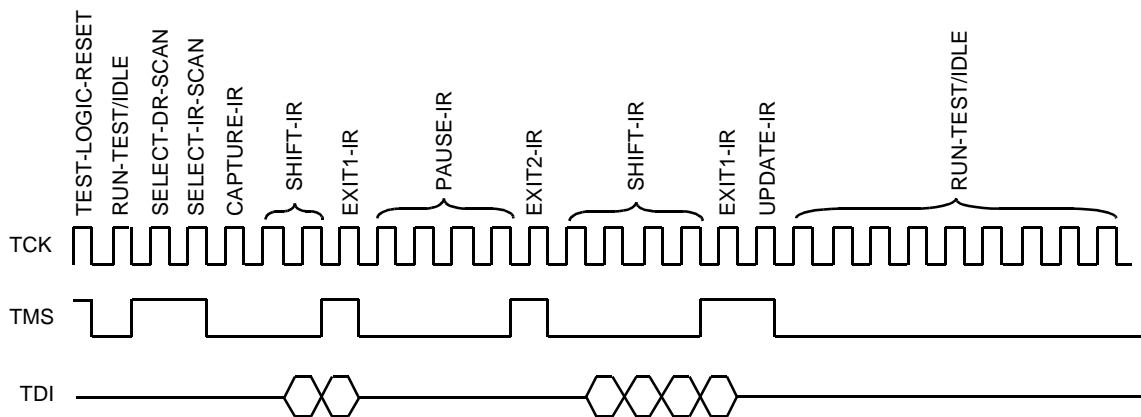 TEST-LOGIC-RESET
RUN-TEST/IDLE
SELECT-DR-SCAN
SELECT-IR-SCAN
CAPTURE-IR
SHIFT-IR
EXIT1-IR
PAUSE-IR
EXIT2-IR
SHIFT-IR
EXIT1-IR
UPDATE-IR
RUN-TEST/IDLE
TCK
TMS
TDI